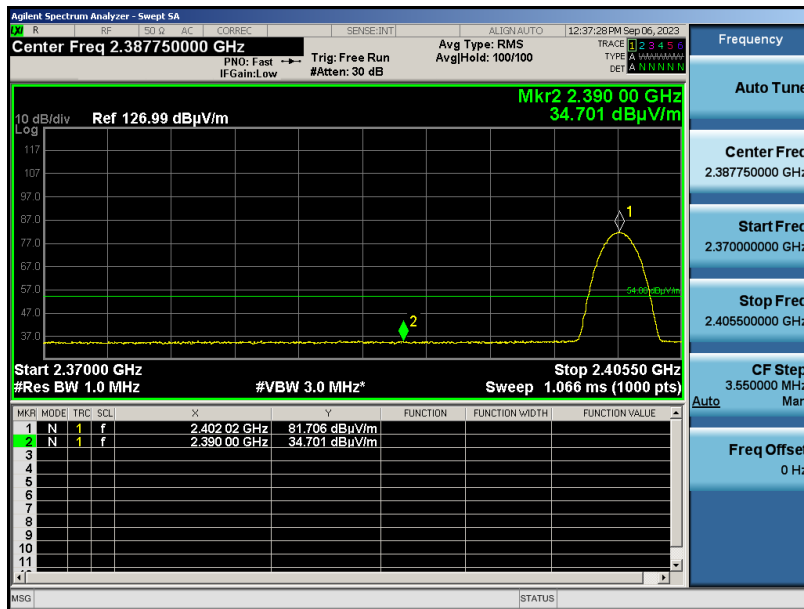 Agilent Spectrum Analyzer - Swept SA
LXI R RF 50 Ω AC CORREC SENSE:INT ALIGN AUTO 12:37:28 PM Sep 06, 2023
Center Freq 2.387750000 GHz
PNO: Fast
IFGain:Low
Trig: Free Run
#Atten: 30 dB
Avg Type: RMS
Avg|Hold: 100/100
TRACE 1 2 3 4 5 6
TYPE A WWWWW
DET A N N N N N
Mkr2 2.390 00 GHz
34.701 dBµV/m
10 dB/div Ref 126.99 dBµV/m
Log
117
107
97.0
87.0
77.0
67.0
57.0
47.0
37.0
1
54.00 dBµV/m
2
Start 2.37000 GHz Stop 2.40550 GHz
#Res BW 1.0 MHz #VBW 3.0 MHz* Sweep 1.066 ms (1000 pts)
MKR MODE TRC SCL X Y FUNCTION FUNCTION WIDTH FUNCTION VALUE
1 N 1 f 2.402 02 GHz 81.706 dBµV/m
2 N 1 f 2.390 00 GHz 34.701 dBµV/m
3
4
5
6
7
8
9
10
11
MSG STATUS
Frequency
Auto Tune
Center Freq
2.387750000 GHz
Start Freq
2.370000000 GHz
Stop Freq
2.405500000 GHz
CF Step
3.550000 MHz
Auto Man
Freq Offset
0 Hz